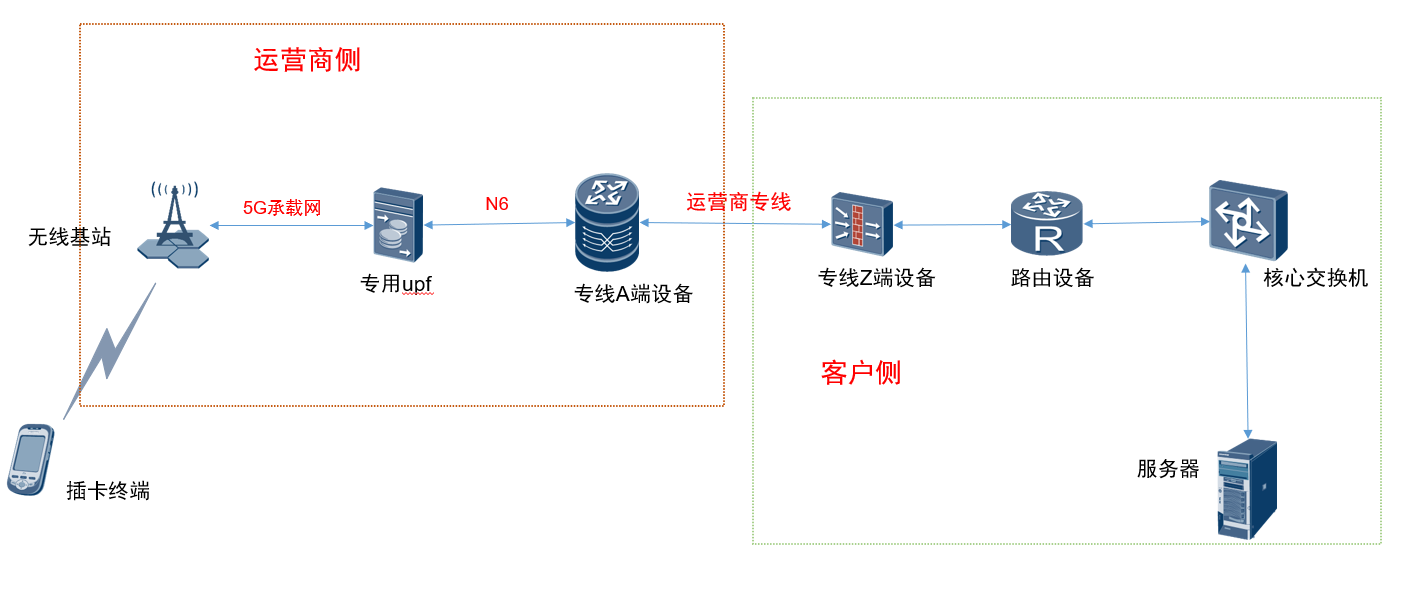 运营商侧
5G承载网
N6
运营商专线
无线基站
专用upf
专线A端设备
专线Z端设备
路由设备
核心交换机
客户侧
服务器
插卡终端
R